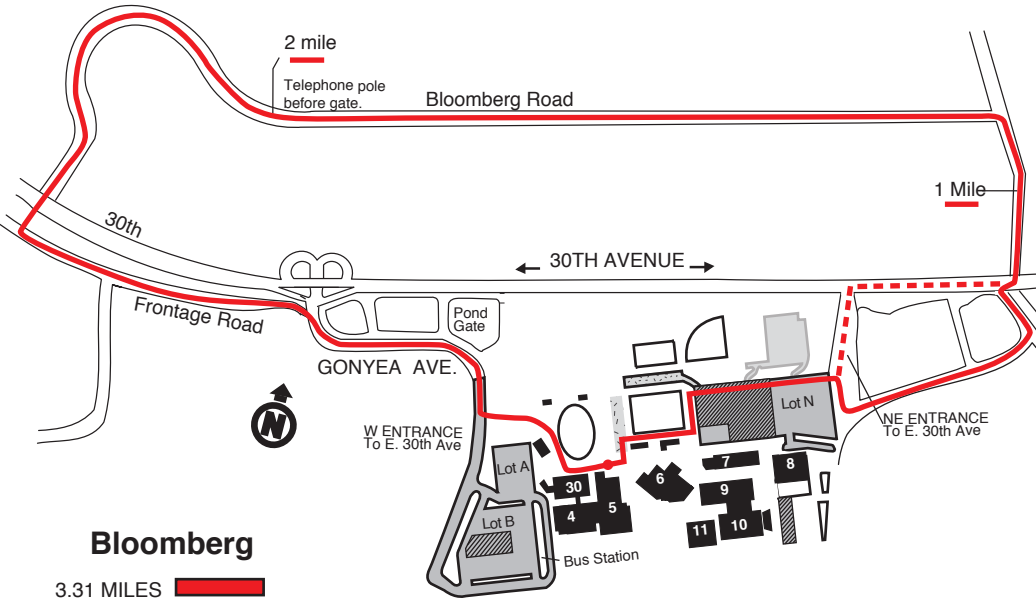 2 mile
Telephone pole
before gate.
Bloomberg Road
1 Mile
30th
30TH AVENUE
Frontage Road
Pond
Gate
GONYEA AVE.
N
W ENTRANCE
To E. 30th Ave
Lot N
NE ENTRANCE
To E. 30th Ave
Lot A
30
6
7
8
5
9
4
Lot B
11
10
Bus Station
Bloomberg
3.31 MILES